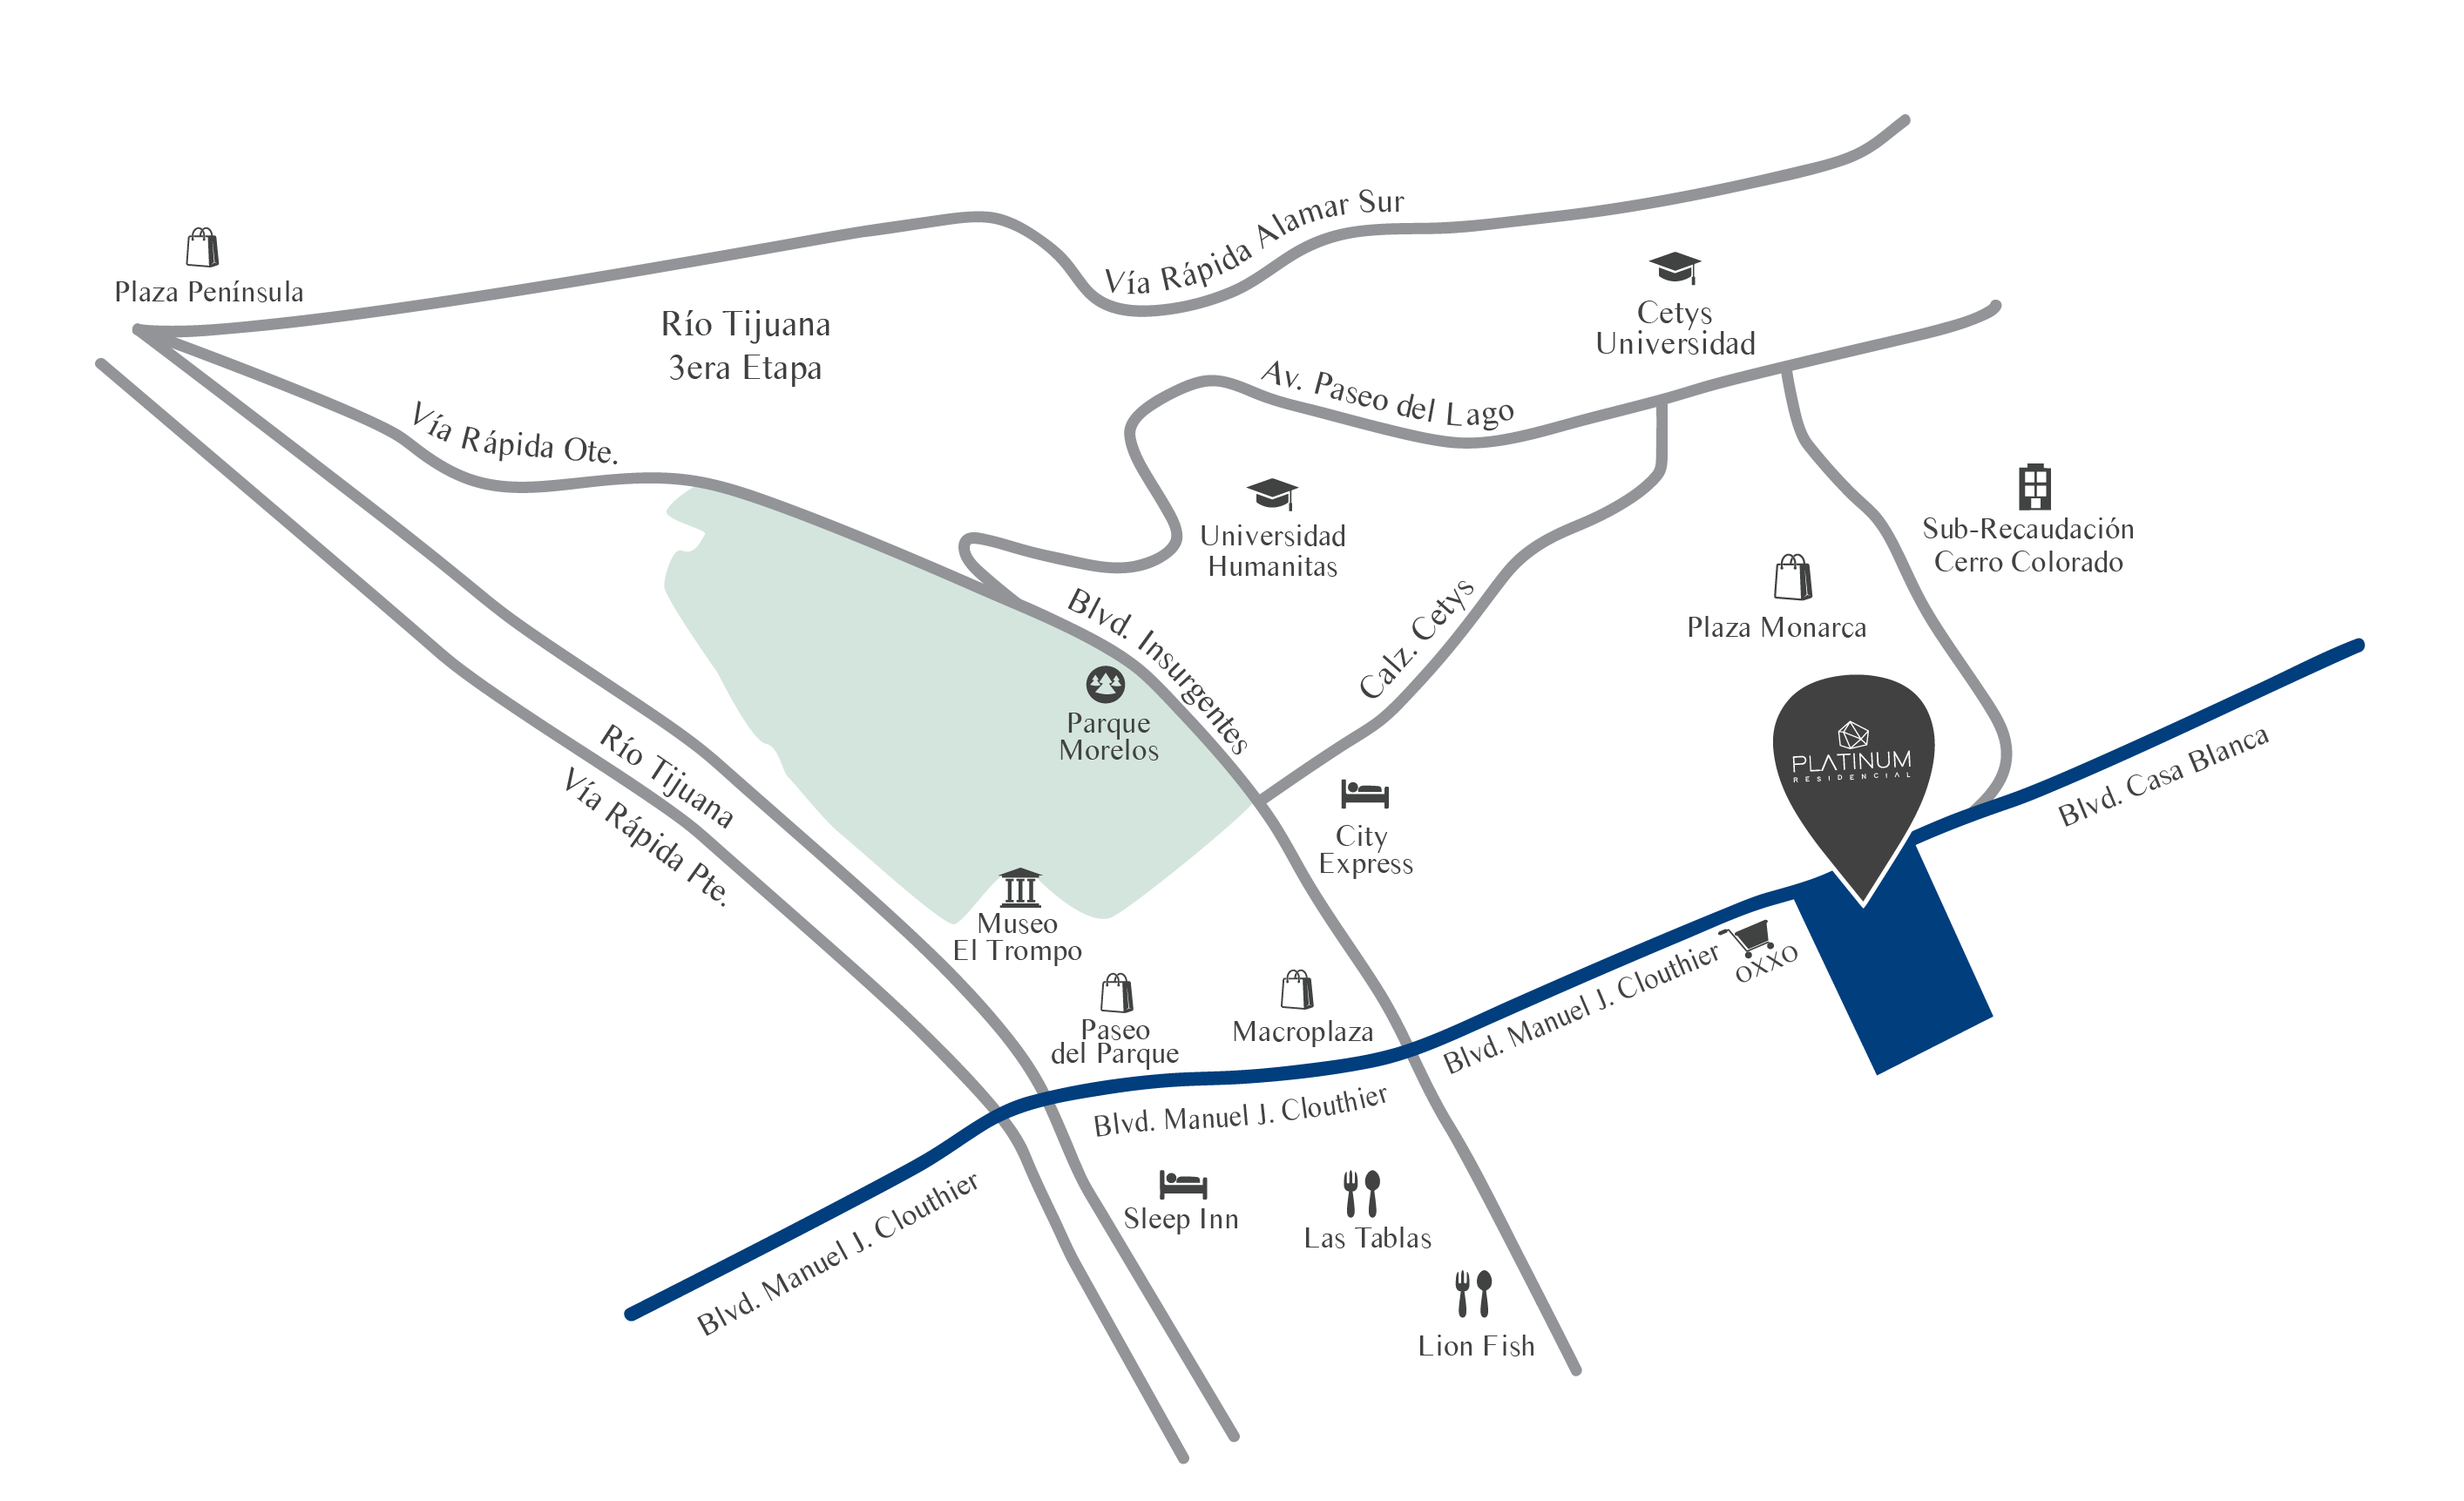 Vía Rápida Alamar Sur
Plaza Península
Río Tijuana
3era Etapa
Cetys
Universidad
Av. Paseo del Lago
Vía Rápida Ote.
Universidad
Humanitas
Sub-Recaudación
Cerro Colorado
Plaza Monarca
Calz. Cetys
Blvd. Insurgentes
Parque
Morelos
PLATINUM
RESIDENCIAL
Blvd. Casa Blanca
Río Tijuana
Vía Rápida Pte.
City
Express
Museo
El Trompo
OXXO
Paseo
del Parque
Macroplaza
Blvd. Manuel J. Clouthier
Blvd. Manuel J. Clouthier
Blvd. Manuel J. Clouthier
Sleep Inn
Las Tablas
Lion Fish